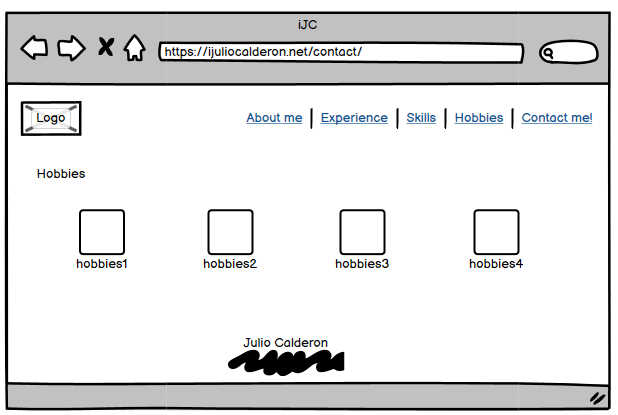 iJC
https://ijuliocalderon.net/contact/
Logo
About me Experience Skills Hobbies Contact me!
Hobbies
hobbies1 hobbies2 hobbies3 hobbies4
Julio Calderon